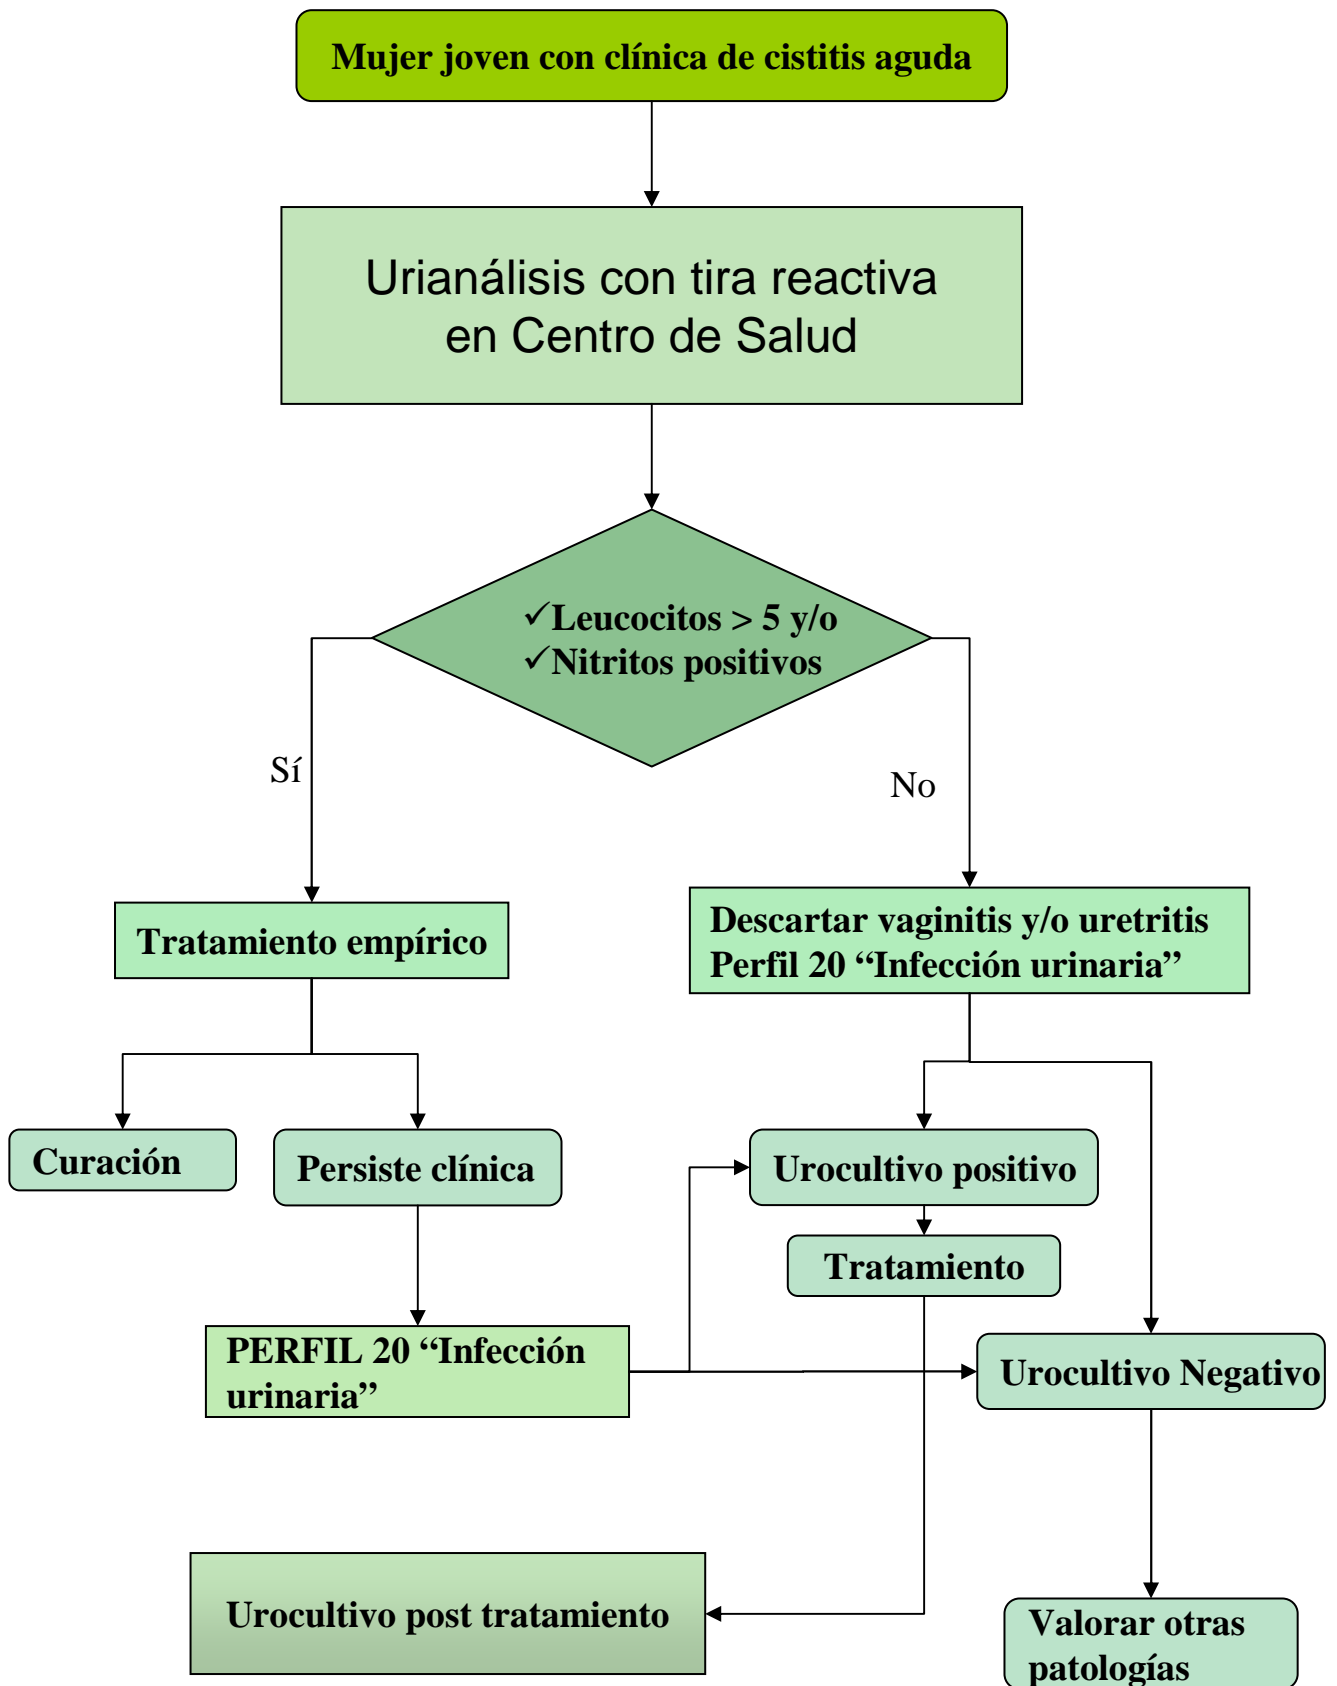 Mujer joven con clínica de cistitis aguda
Urianálisis con tira reactiva
en Centro de Salud
✓Leucocitos > 5 y/o
✓Nitritos positivos
Sí
No
Tratamiento empírico
Descartar vaginitis y/o uretritis
Perfil 20 “Infección urinaria”
Curación
Persiste clínica
Urocultivo positivo
Tratamiento
PERFIL 20 “Infección
urinaria”
Urocultivo Negativo
Urocultivo post tratamiento
Valorar otras
patologías